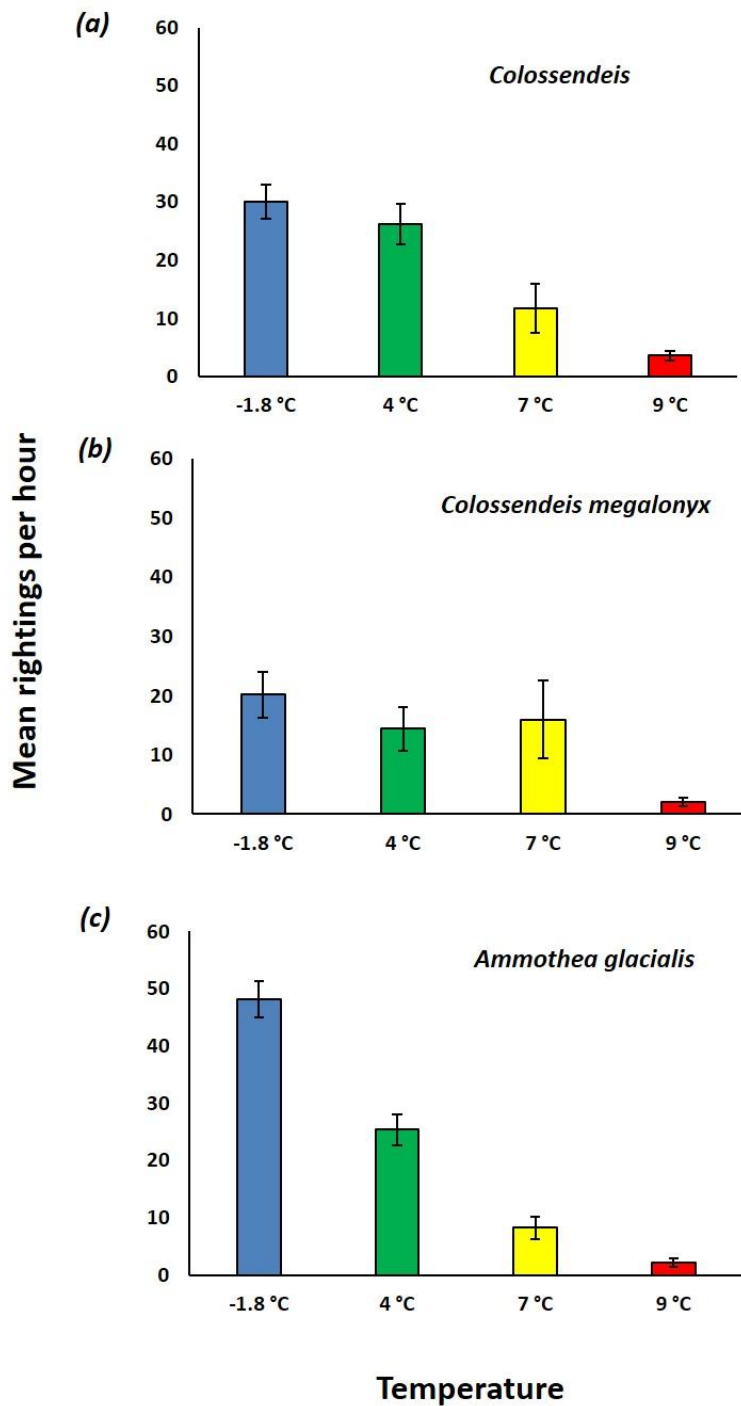 (a)
Colossendeis
60
50
40
30
20
10
0
-1.8 °C 4 °C 7 °C 9 °C
(b)
Colossendeis megalonyx
60
50
40
30
20
10
0
-1.8 °C 4 °C 7 °C 9 °C
(c)
Ammothea glacialis
60
50
40
30
20
10
0
-1.8 °C 4 °C 7 °C 9 °C
Mean rightings per hour
Temperature